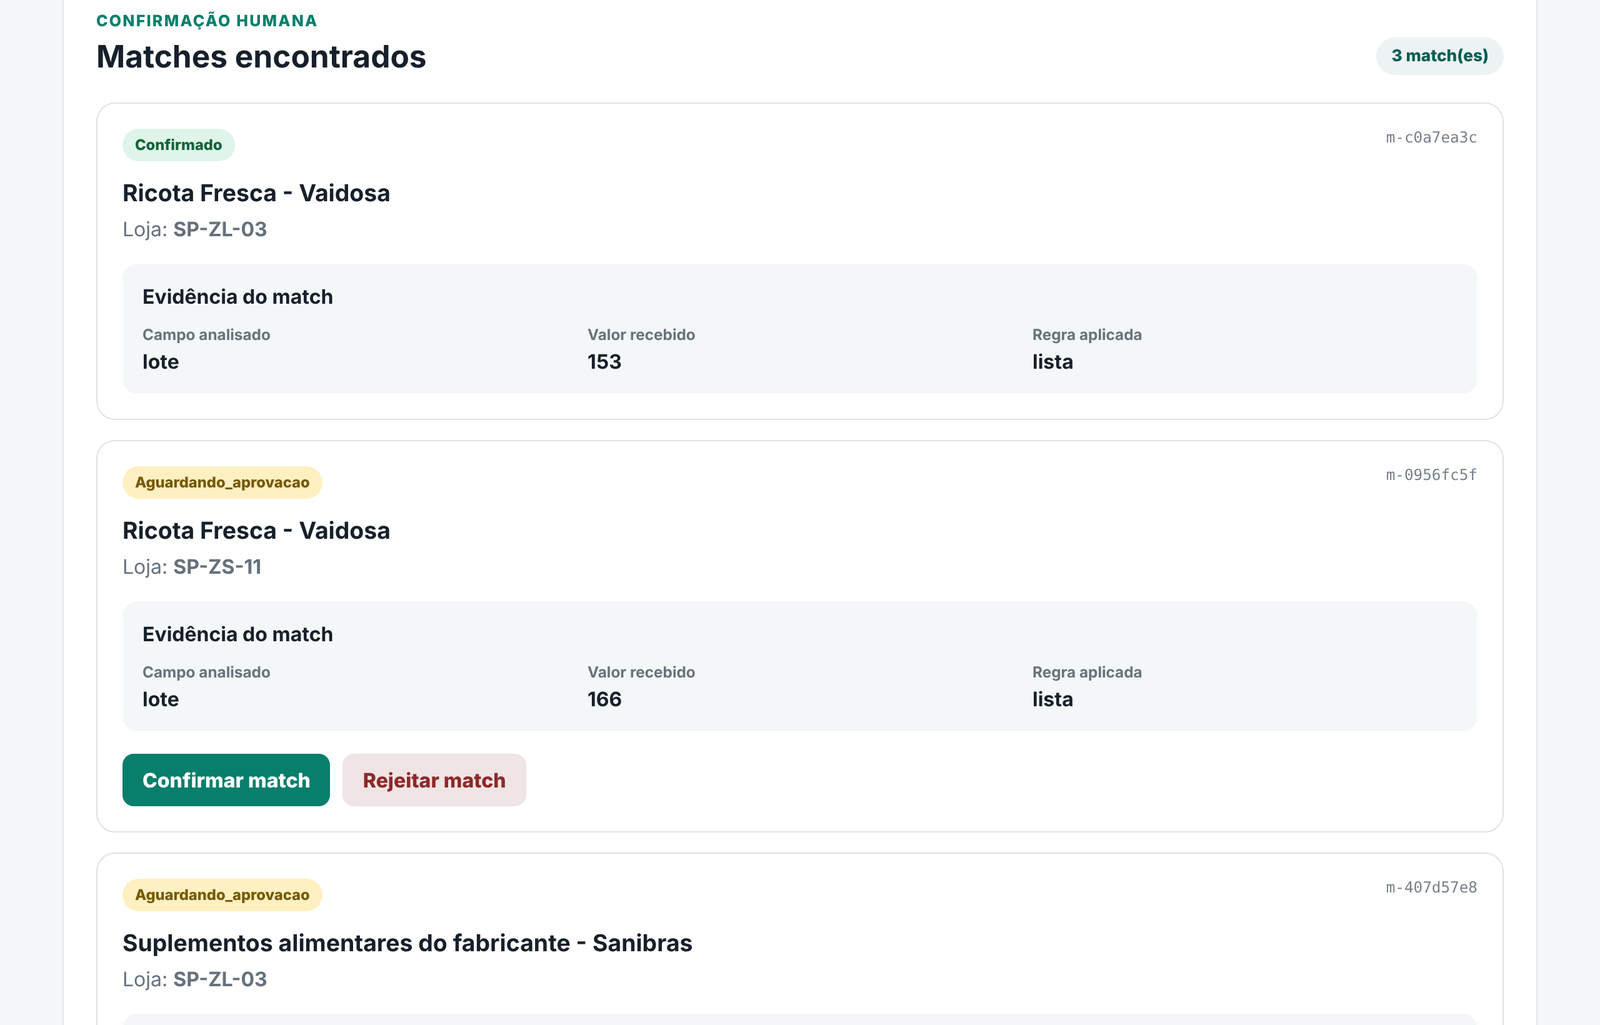 CONFIRMAÇÃO HUMANA
Matches encontrados
3 match(es)
Confirmado
m-c0a7ea3c
Ricota Fresca - Vaidosa
Loja: SP-ZL-03
Evidência do match
Campo analisado
lote
Valor recebido
153
Regra aplicada
lista
Aguardando_aprovacao
m-0956fc5f
Ricota Fresca - Vaidosa
Loja: SP-ZS-11
Evidência do match
Campo analisado
lote
Valor recebido
166
Regra aplicada
lista
Confirmar match
Rejeitar match
Aguardando_aprovacao
m-407d57e8
Suplementos alimentares do fabricante - Sanibras
Loja: SP-ZL-03